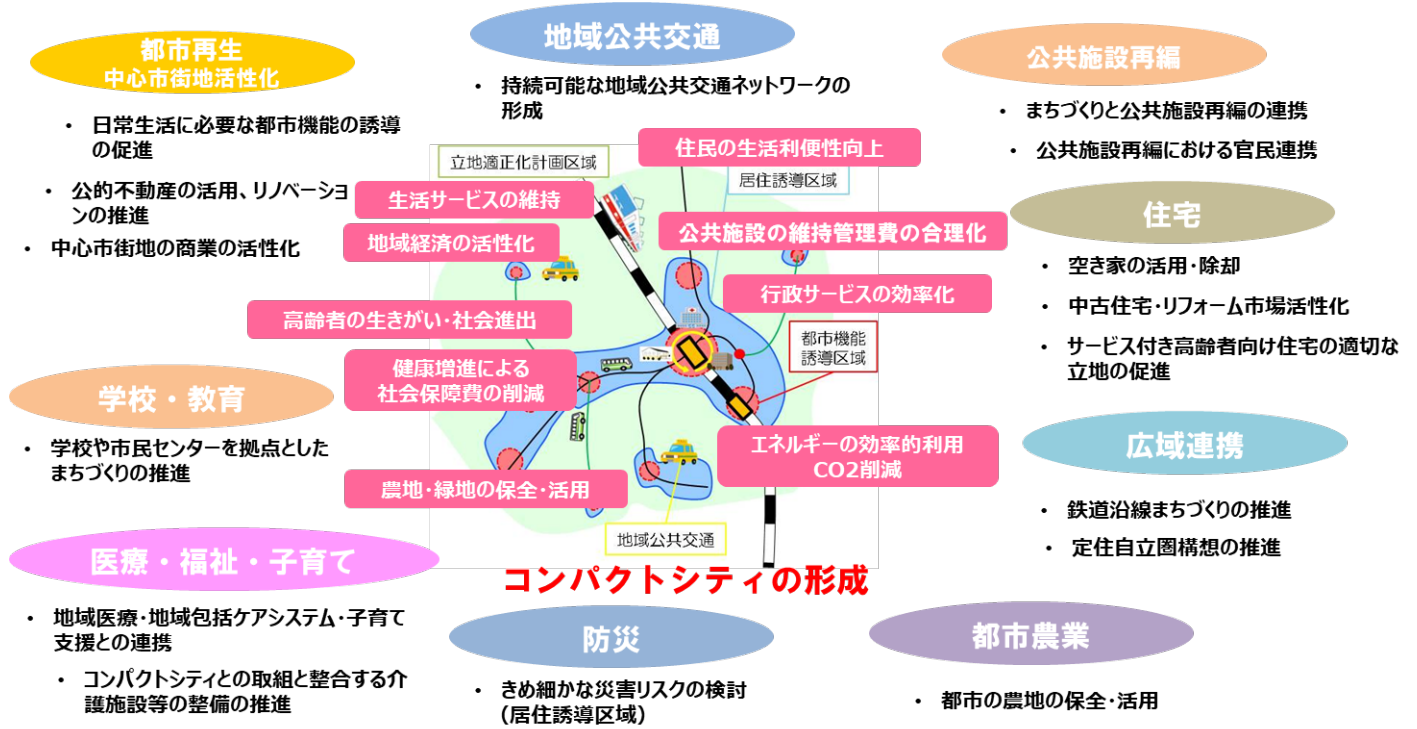 都市再生
中心市街地活性化
・ 日常生活に必要な都市機能の誘導
の促進
・ 公的不動産の活用、リノベーショ
ンの推進
・ 中心市街地の商業の活性化
地域公共交通
・ 持続可能な地域公共交通ネットワークの
形成
公共施設再編
・ まちづくりと公共施設再編の連携
・ 公共施設再編における官民連携
住宅
・ 空き家の活用・除却
・ 中古住宅・リフォーム市場活性化
・ サービス付き高齢者向け住宅の適切な
立地の促進
立地適正化計画区域
住民の生活利便性向上
居住誘導区域
生活サービスの維持
地域経済の活性化
公共施設の維持管理費の合理化
行政サービスの効率化
高齢者の生きがい・社会進出
都市機能
誘導区域
健康増進による
社会保障費の削減
エネルギーの効率的利用
CO2削減
農地・緑地の保全・活用
地域公共交通
コンパクトシティの形成
学校・教育
・ 学校や市民センターを拠点とした
まちづくりの推進
広域連携
・ 鉄道沿線まちづくりの推進
・ 定住自立圏構想の推進
医療・福祉・子育て
・ 地域医療・地域包括ケアシステム・子育て
支援との連携
・ コンパクトシティとの取組と整合する介
護施設等の整備の推進
防災
・ きめ細かな災害リスクの検討
(居住誘導区域)
都市農業
・ 都市の農地の保全・活用